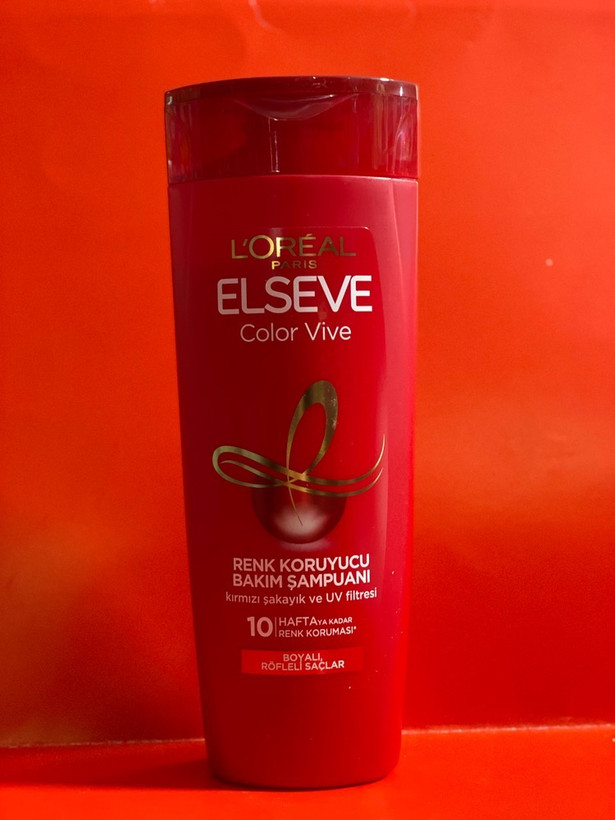 L'ORÉAL
PARIS
ELSEVE
Color Vive
RENK KORUYUCU
BAKIM ŞAMPUANI
kırmızı şakayık ve UV filtresi
10 HAFTAYA KADAR
RENK KORUMASI*
BOYALI,
RÖFLELİ SAÇLAR